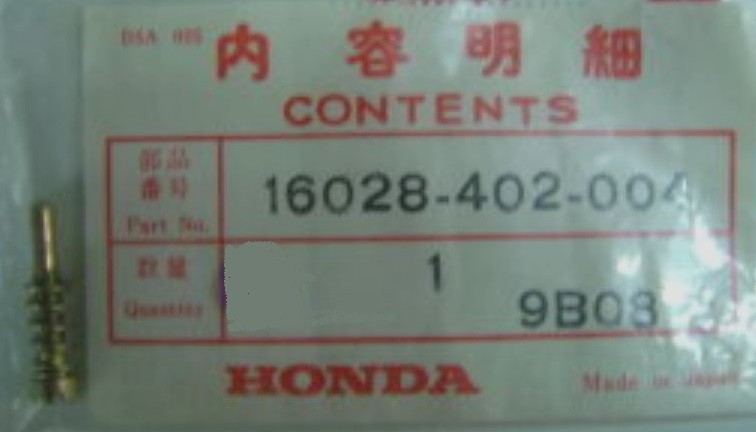 内容明細
CONTENTS
部品
番号
16028-402-004
Part No.
数量
1
Quantity
9B03
HONDA
Made in Japan